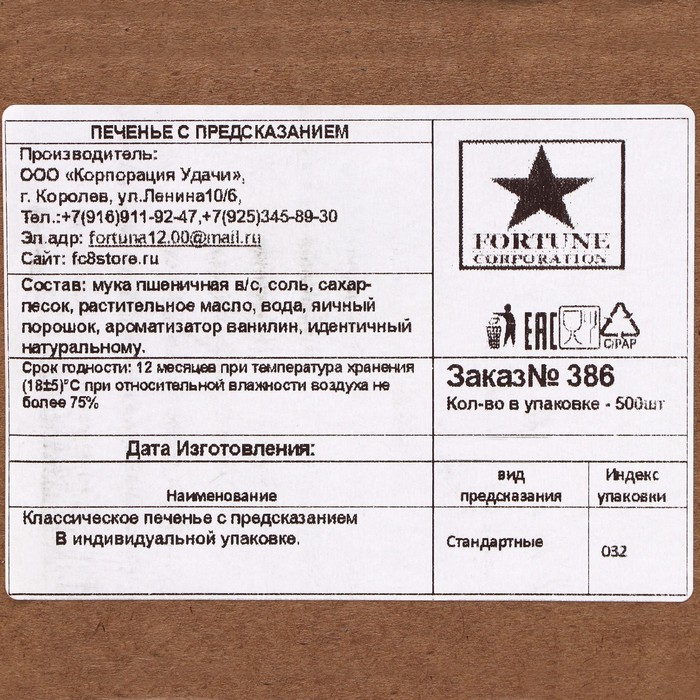 ПЕЧЕНЬЕ С ПРЕДСКАЗАНИЕМ
Производитель:
ООО «Корпорация Удачи»,
г. Королев, ул.Ленина10/6,
Тел.:+7(916)911-92-47,+7(925)345-89-30
Эл.адр: fortuna12.00@mail.ru
Сайт: fc8store.ru
Состав: мука пшеничная в/с, соль, сахар-
песок, растительное масло, вода, яичный
порошок, ароматизатор ванилин, идентичный
натуральному.
Срок годности: 12 месяцев при температура хранения
(18±5)°С при относительной влажности воздуха не
более 75%
Дата Изготовления:
Наименование
Классическое печенье с предсказанием
В индивидуальной упаковке.
FORTUNE
CORPORATION
EAC
C/PAP
Заказ№ 386
Кол-во в упаковке - 500шт
вид
предсказания
Индекс
упаковки
Стандартные
032